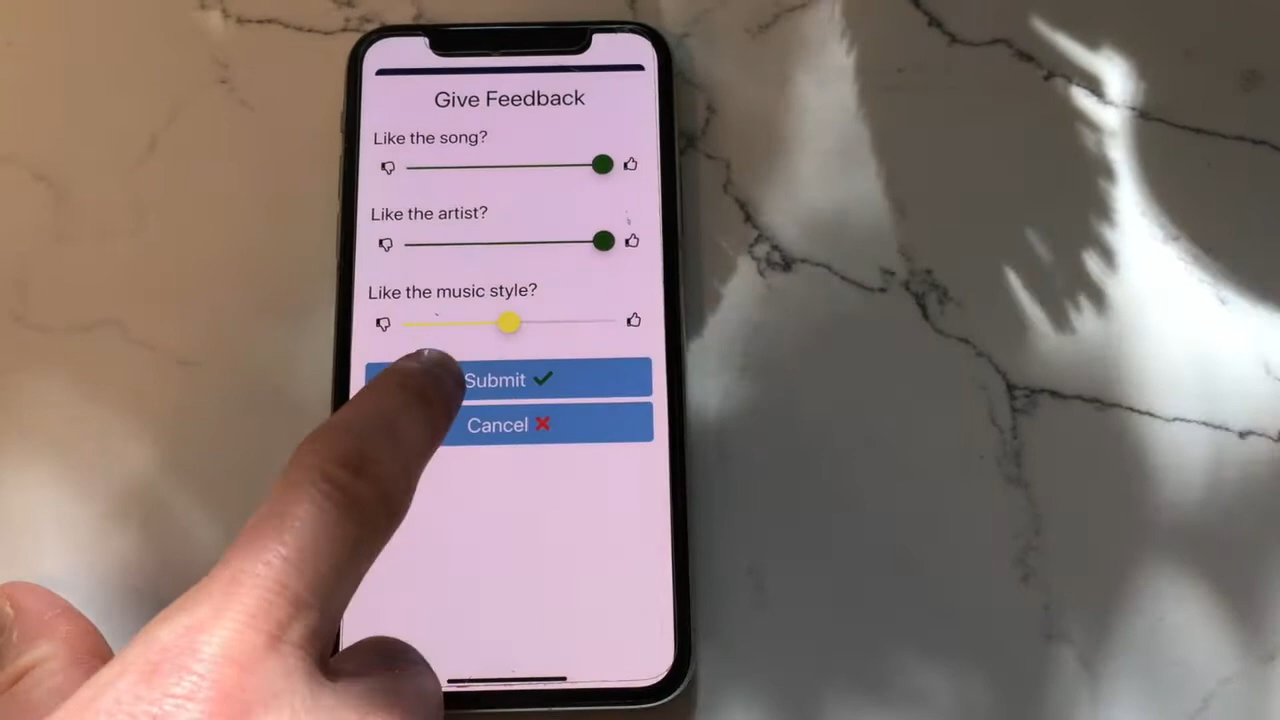 Give Feedback
Like the song?
Like the artist?
Like the music style?
Submit
Cancel